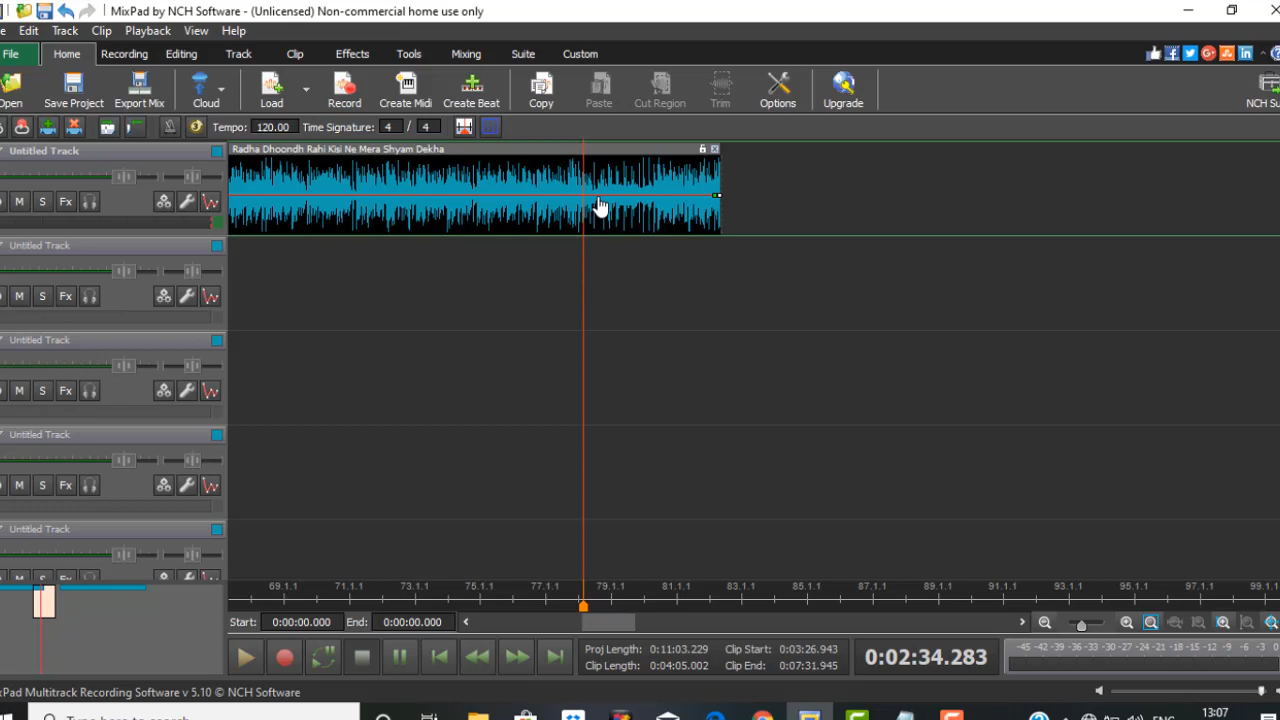 MixPad by NCH Software - (Unlicensed) Non-commercial home use only
Edit Track Clip Playback View Help
File Home Recording Editing Track Clip Effects Tools Mixing Suite Custom
Open Save Project Export Mix Cloud Load Record Create Midi Create Beat Copy Paste Cut Region Trim Options Upgrade NCH Su
Tempo: 120.00 Time Signature: 4 / 4
Untitled Track Radha Dhoondh Rahi Kisi Ne Mera Shyam Dekha
M S Fx
Untitled Track
M S Fx
Untitled Track
M S Fx
Untitled Track
M S Fx
Untitled Track
M S Fx
69.1.1 71.1.1 73.1.1 75.1.1 77.1.1 79.1.1 81.1.1 83.1.1 85.1.1 87.1.1 89.1.1 91.1.1 93.1.1 95.1.1 97.1.1 99.1.
Start: 0:00:00.000 End: 0:00:00.000
Proj Length: 0:11:03.229 Clip Start: 0:03:26.943
Clip Length: 0:04:05.002 Clip End: 0:07:31.945
0:02:34.283
-45 -42 -39 -36 -33 -30 -27 -24 -21 -18 -15 -12 -9 -6 -3 0
ixPad Multitrack Recording Software v 5.10 © NCH Software
Type here to search
ENG 13:07